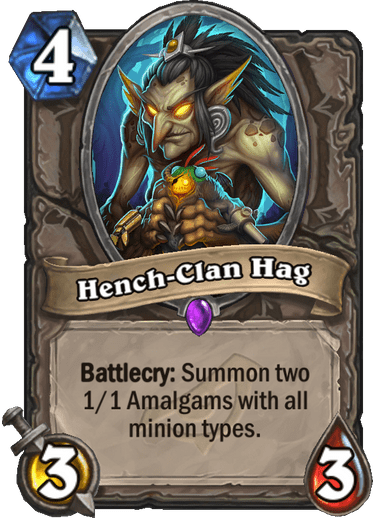 4
Hench-Clan Hag
Battlecry: Summon two
1/1 Amalgams with all
minion types.
3 3